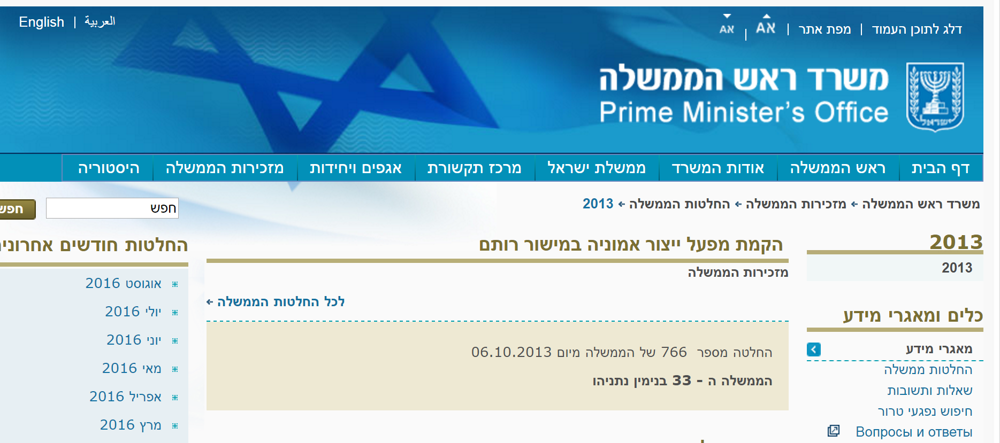 דלג לתוכן העמוד | מפת אתר | אA | אA
English | العربية
משרד ראש הממשלה
Prime Minister's Office
ישראל
דף הבית
ראש הממשלה
אודות המשרד
ממשלת ישראל
מרכז תקשורת
אגפים ויחידות
מזכירות הממשלה
היסטוריה
משרד ראש הממשלה ← מזכירות הממשלה ← החלטות הממשלה ← 2013
חפש
חפש
2013
2013
כלים ומאגרי מידע
מאגרי מידע
החלטות ממשלה
שאלות ותשובות
חיפוש נפגעי טרור
Вопросы и ответы
הקמת מפעל ייצור אמוניה במישור רותם
מזכירות הממשלה
לכל החלטות הממשלה ←
החלטה מספר 766 של הממשלה מיום 06.10.2013
הממשלה ה - 33 בנימין נתניהו
החלטות חודשים
אוגוסט 2016
יולי 2016
יוני 2016
מאי 2016
אפריל 2016
מרץ 2016